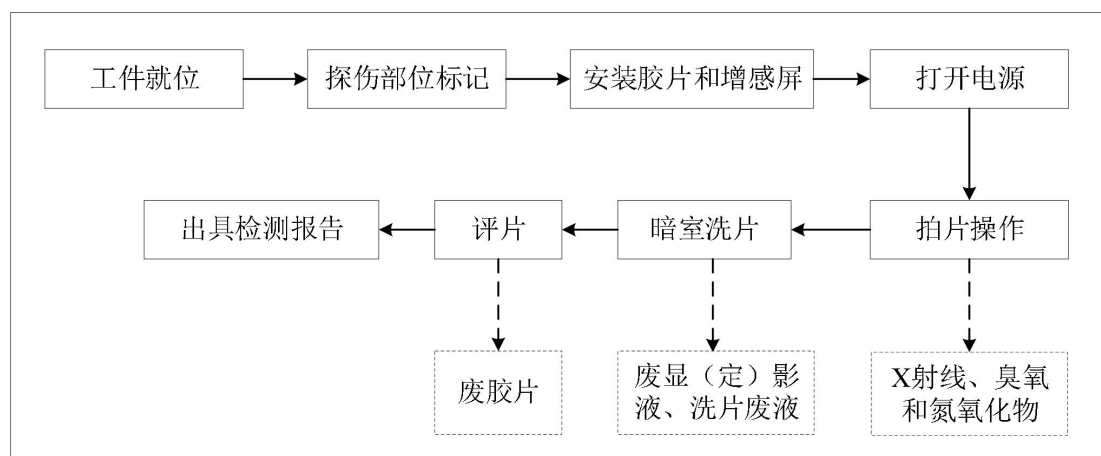 工件就位
探伤部位标记
安装胶片和增感屏
打开电源
出具检测报告
评片
暗室洗片
拍片操作
废胶片
废显（定）影
液、洗片废液
X射线、臭氧
和氮氧化物